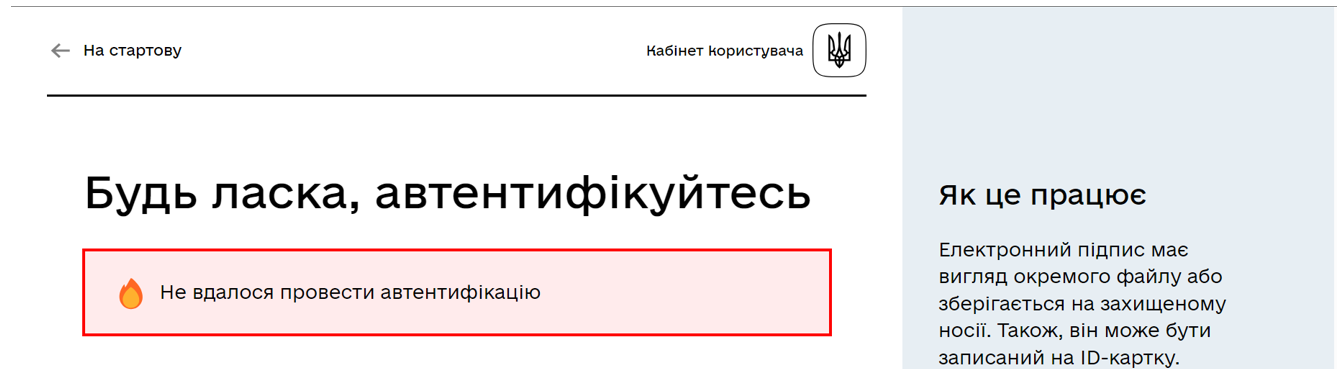 На стартову
Кабінет користувача
Будь ласка, автентифікуйтесь
Не вдалося провести автентифікацію
Як це працює
Електронний підпис має
вигляд окремого файлу або
зберігається на захищеному
носії. Також, він може бути
записаний на ID-картку.